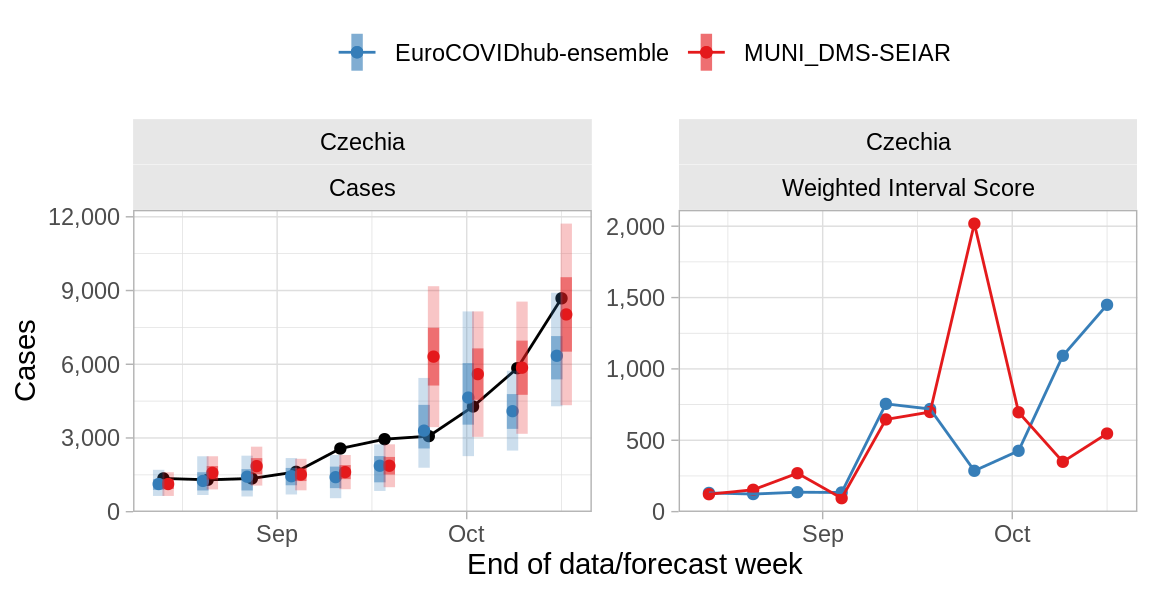 EuroCOVIDhub-ensemble MUNI_DMS-SEIAR
Czechia
Cases
12,000
9,000
6,000
3,000
0
Cases
Sep Oct
Czechia
Weighted Interval Score
2,000
1,500
1,000
500
0
Sep Oct
End of data/forecast week